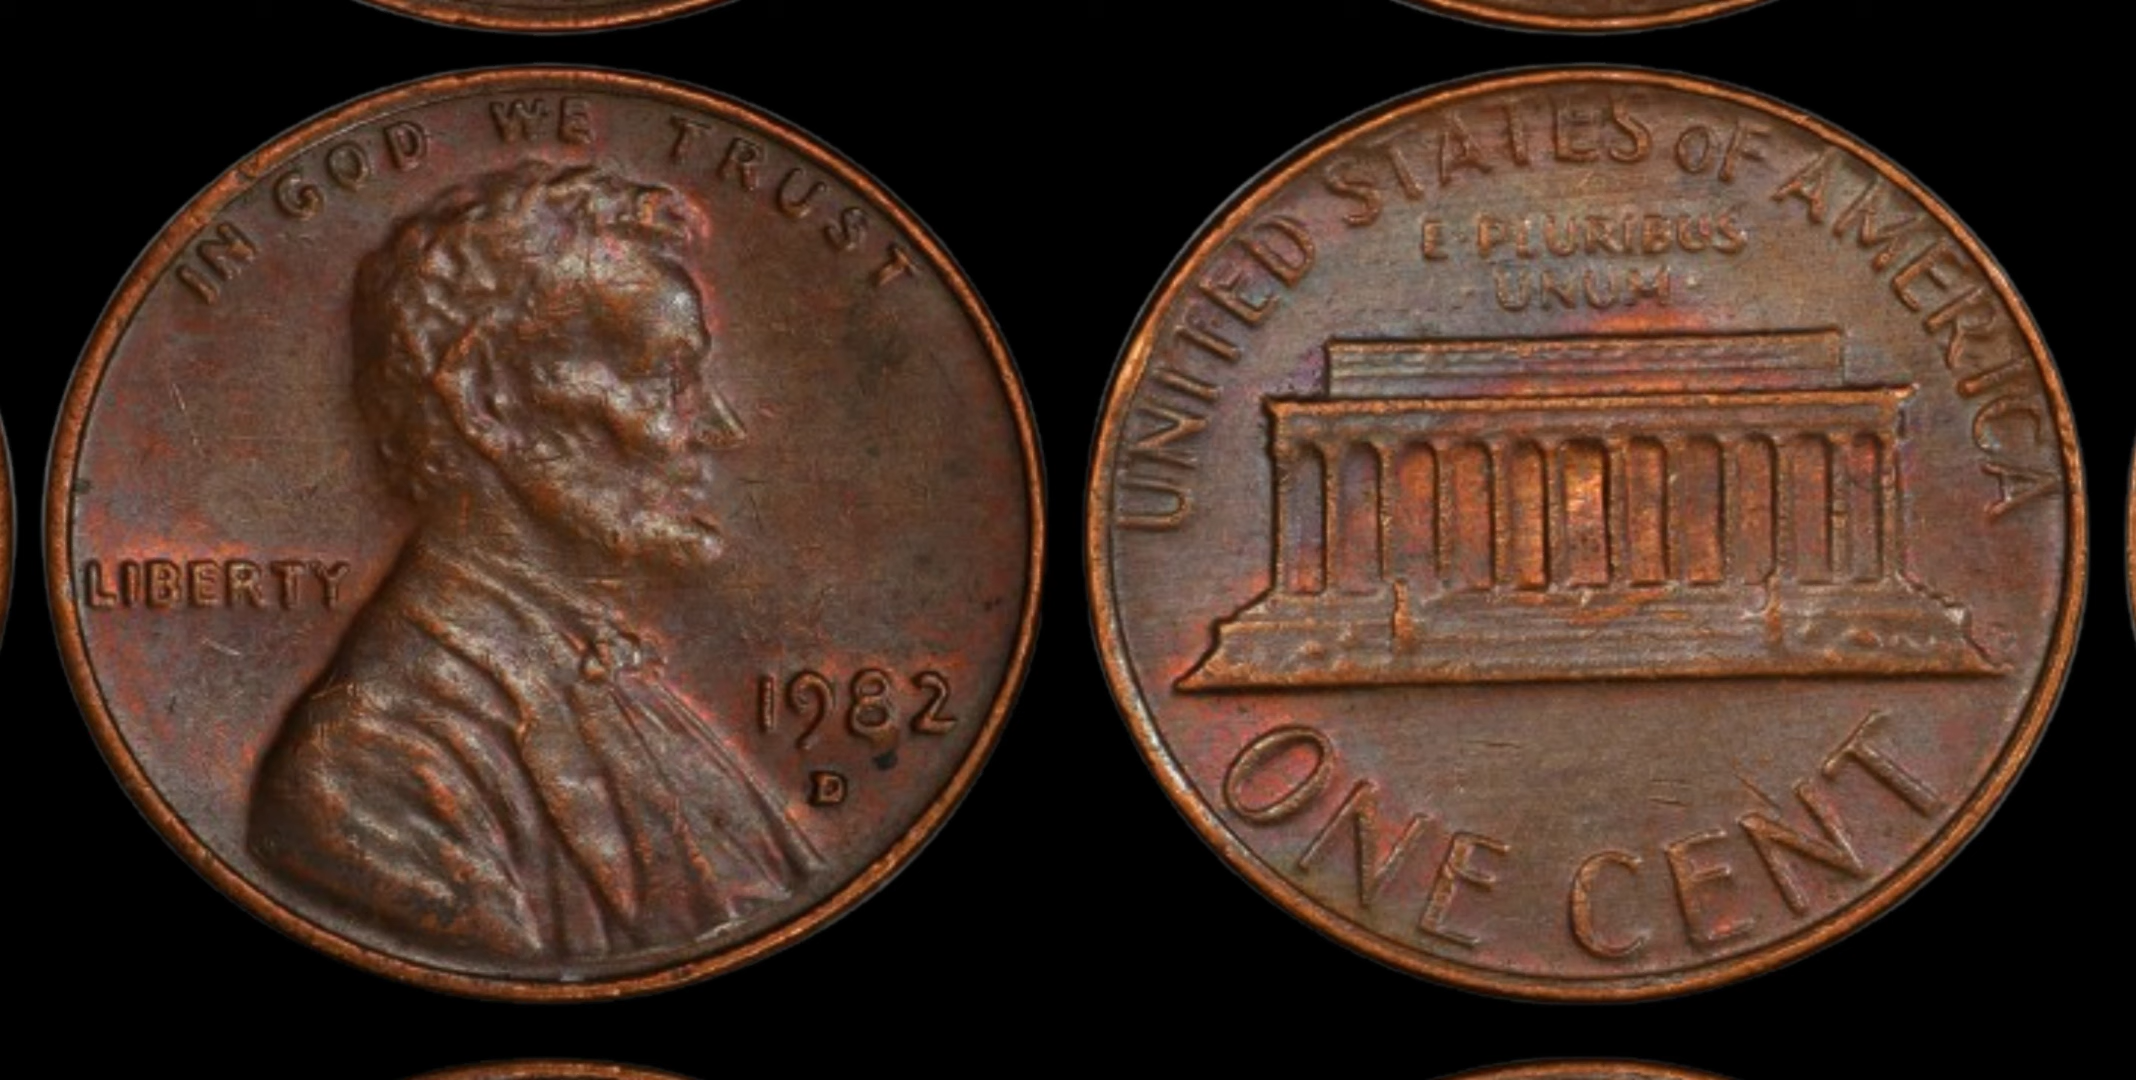 IN GOD WE TRUST
LIBERTY
1982
D
UNITED STATES OF AMERICA
E PLURIBUS
UNUM
ONE CENT